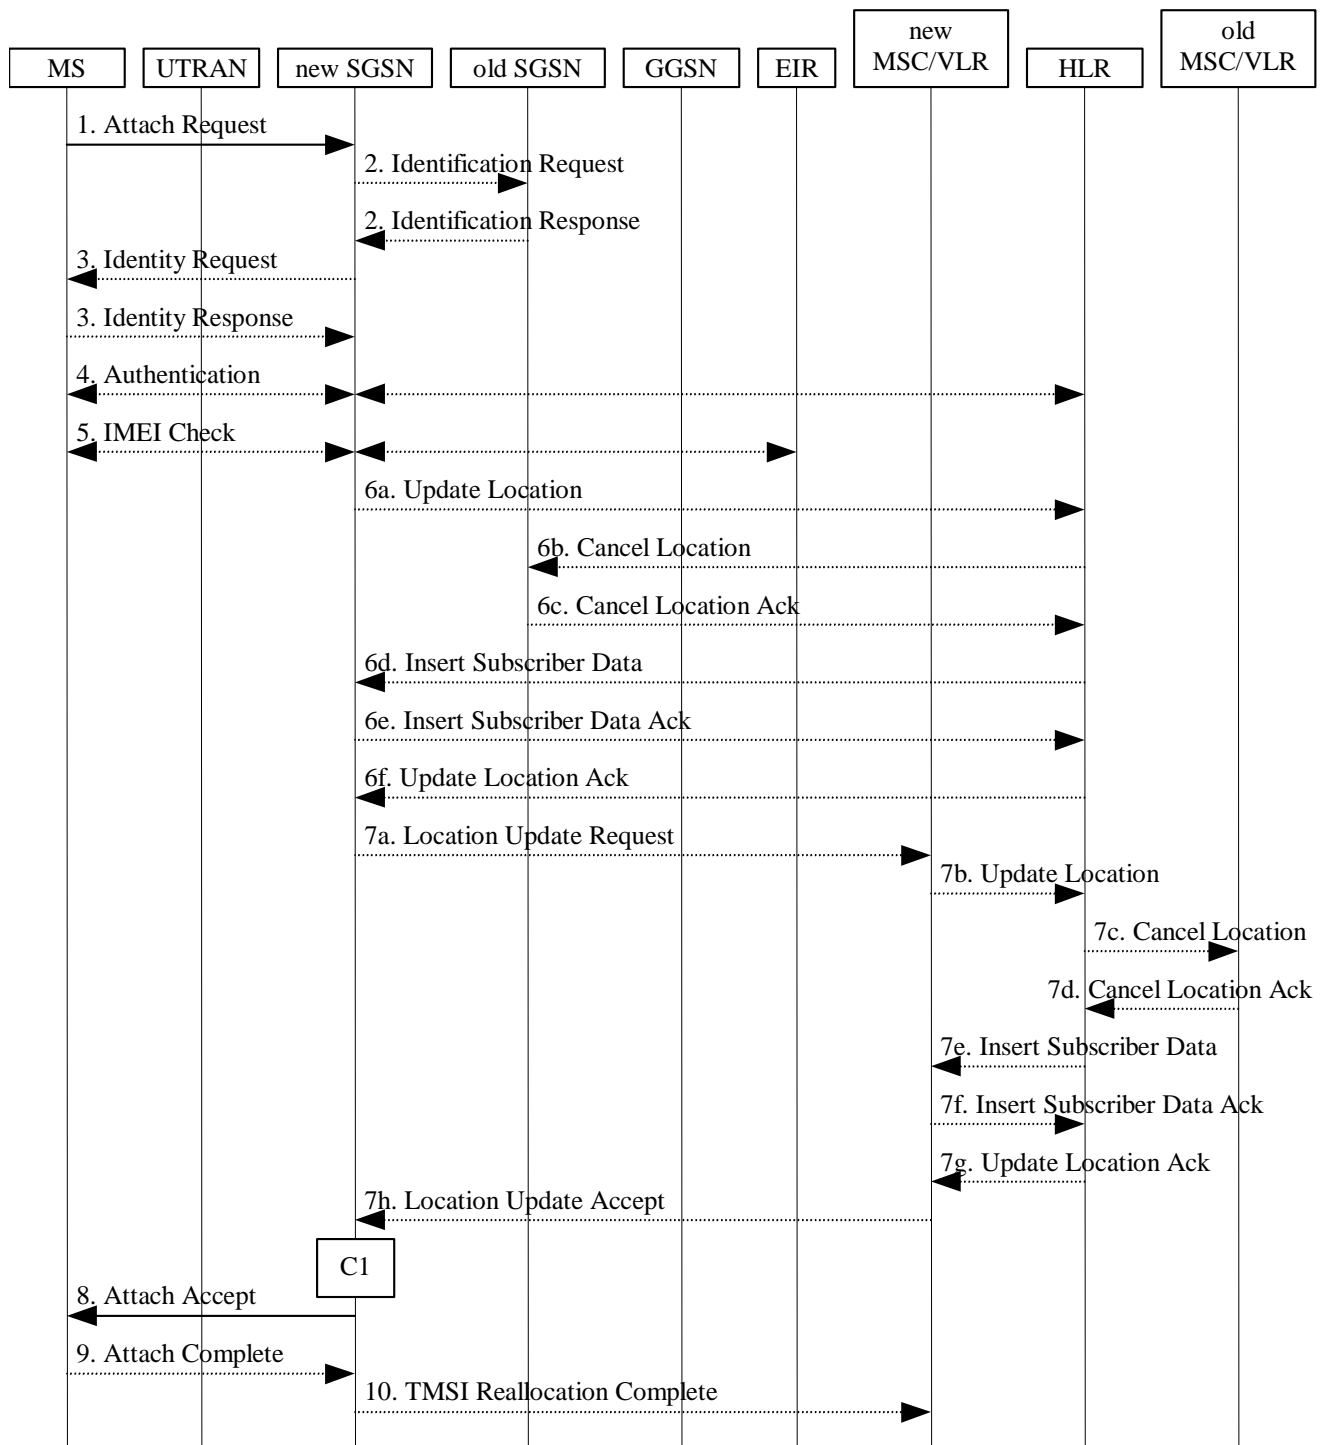 new
MSC/VLR
old
MSC/VLR
MS
UTRAN
new SGSN
old SGSN
GGSN
EIR
HLR
1. Attach Request
2. Identification Request
2. Identification Response
3. Identity Request
3. Identity Response
4. Authentication
5. IMEI Check
6a. Update Location
6b. Cancel Location
6c. Cancel Location Ack
6d. Insert Subscriber Data
6e. Insert Subscriber Data Ack
6f. Update Location Ack
7a. Location Update Request
7b. Update Location
7c. Cancel Location
7d. Cancel Location Ack
7e. Insert Subscriber Data
7f. Insert Subscriber Data Ack
7g. Update Location Ack
7h. Location Update Accept
C1
8. Attach Accept
9. Attach Complete
10. TMSI Reallocation Complete